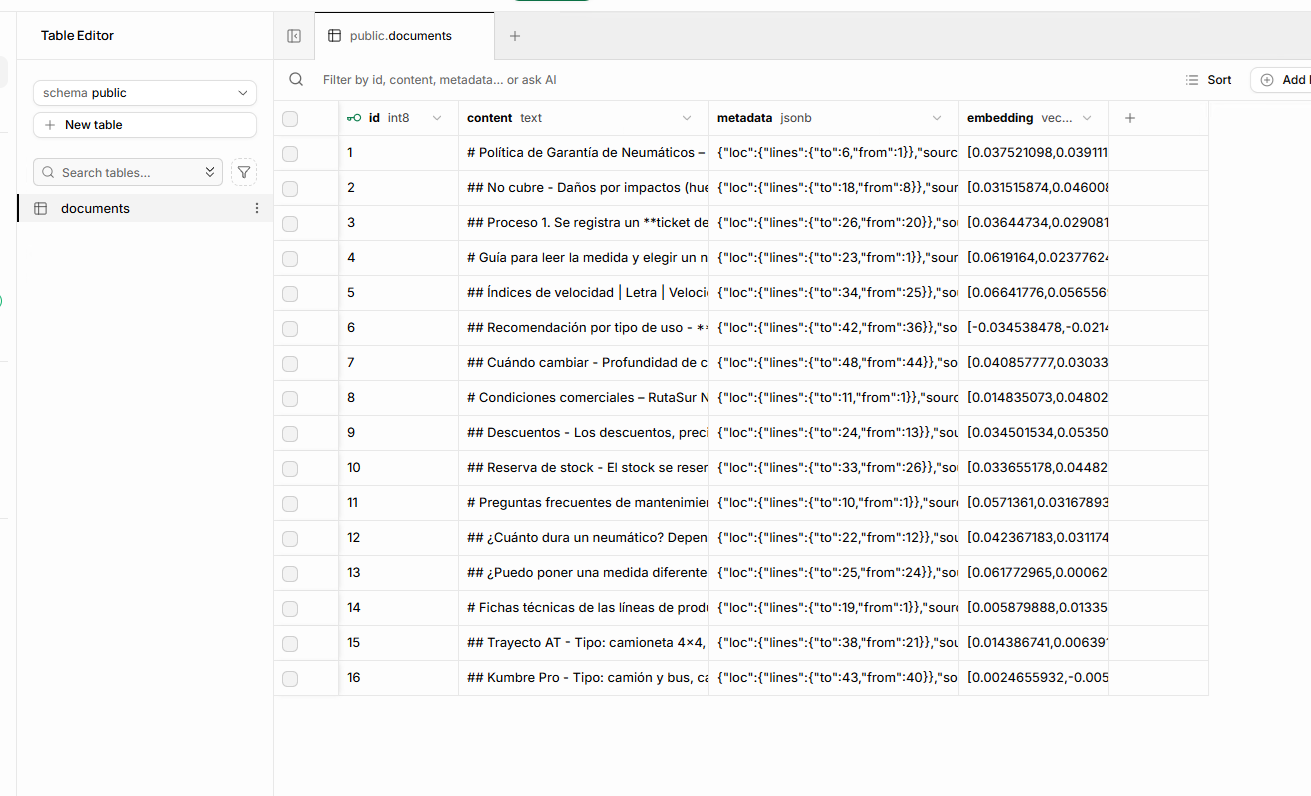 Table Editor
public.documents
schema public
New table
Search tables...
documents
Filter by id, content, metadata... or ask AI
Sort
Add
id int8 content text metadata jsonb embedding vec...
1 # Política de Garantía de Neumáticos – {"loc":{"lines":{"to":6,"from":1}},"sourc [0.037521098,0.039111
2 ## No cubre - Daños por impactos (hue {"loc":{"lines":{"to":18,"from":8}},"sour [0.031515874,0.046008
3 ## Proceso 1. Se registra un **ticket de {"loc":{"lines":{"to":26,"from":20}},"so [0.03644734,0.029081
4 # Guía para leer la medida y elegir un n {"loc":{"lines":{"to":23,"from":1}},"sour [0.0619164,0.02377624
5 ## Índices de velocidad | Letra | Veloci {"loc":{"lines":{"to":34,"from":25}},"so [0.06641776,0.056556
6 ## Recomendación por tipo de uso - ** {"loc":{"lines":{"to":42,"from":36}},"so [-0.034538478,-0.0214
7 ## Cuándo cambiar - Profundidad de c {"loc":{"lines":{"to":48,"from":44}},"so [0.040857777,0.03033
8 # Condiciones comerciales – RutaSur N {"loc":{"lines":{"to":11,"from":1}},"sourc [0.014835073,0.04802
9 ## Descuentos - Los descuentos, preci {"loc":{"lines":{"to":24,"from":13}},"so [0.034501534,0.05350
10 ## Reserva de stock - El stock se reser {"loc":{"lines":{"to":33,"from":26}},"so [0.033655178,0.04482
11 # Preguntas frecuentes de mantenimie {"loc":{"lines":{"to":10,"from":1}},"sour [0.0571361,0.03167893
12 ## ¿Cuánto dura un neumático? Depen {"loc":{"lines":{"to":22,"from":12}},"so [0.042367183,0.031174
13 ## ¿Puedo poner una medida diferente {"loc":{"lines":{"to":25,"from":24}},"so [0.061772965,0.00062
14 # Fichas técnicas de las líneas de prod {"loc":{"lines":{"to":19,"from":1}},"sourc [0.005879888,0.01335
15 ## Trayecto AT - Tipo: camioneta 4×4, {"loc":{"lines":{"to":38,"from":21}},"sou [0.014386741,0.00639
16 ## Kumbre Pro - Tipo: camión y bus, ca {"loc":{"lines":{"to":43,"from":40}},"so [0.0024655932,-0.005